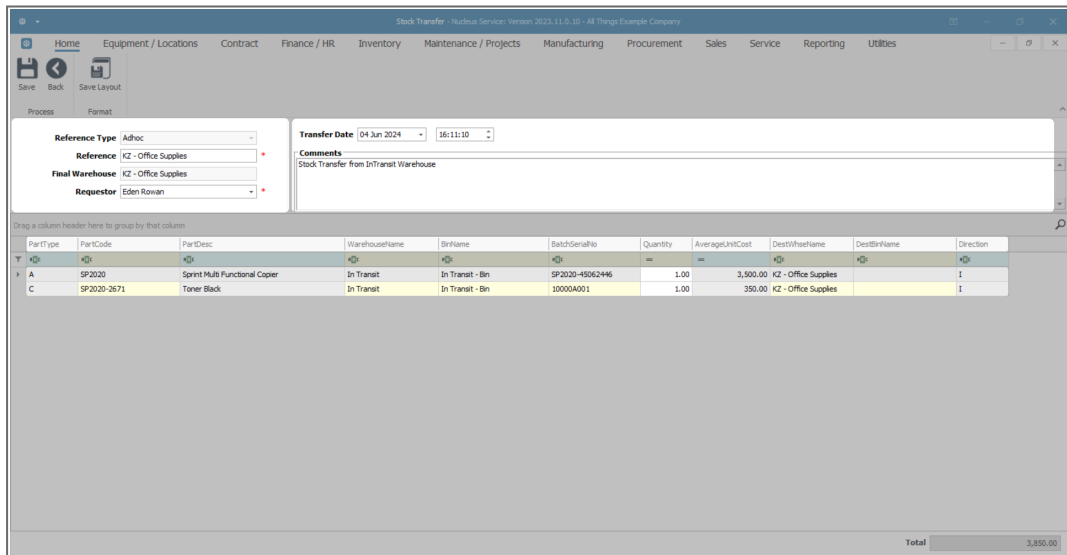 Stock Transfer - Nucleus Service: Version 2023.11.0.10 - All Things Example Company
Home Equipment / Locations Contract Finance / HR Inventory Maintenance / Projects Manufacturing Procurement Sales Service Reporting Utilities
Save Back Save Layout
Process Format
Reference Type Adhoc
Reference KZ - Office Supplies *
Final Warehouse KZ - Office Supplies
Requestor Eden Rowan *
Transfer Date 04 Jun 2024 16:11:10
Comments
Stock Transfer from InTransit Warehouse
Drag a column header here to group by that column
PartType PartCode PartDesc WarehouseName BinName BatchSerialNo Quantity AverageUnitCost DestWhseName DestBinName Direction
= =
A SP2020 Sprint Multi Functional Copier In Transit In Transit - Bin SP2020-45062446 1.00 3,500.00 KZ - Office Supplies I
C SP2020-2671 Toner Black In Transit In Transit - Bin 10000A001 1.00 350.00 KZ - Office Supplies I
Total 3,850.00